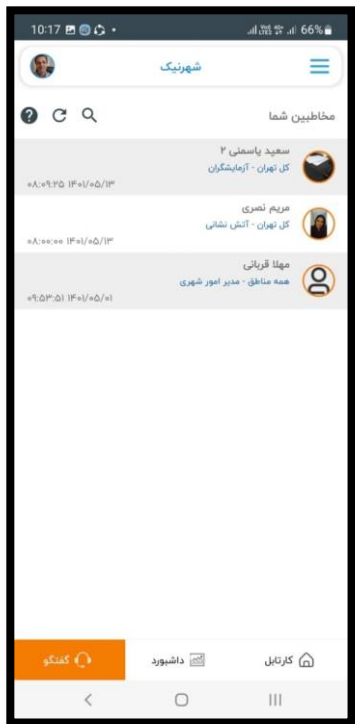 10:17 66%
شهرنیک
مخاطبین شما
سعید یاسمنی ۲
کل تهران - آزمایشگران
۰۸:۰۹:۲۵ ۱۴۰۱/۰۵/۱۳
مریم نصری
کل تهران - آتش نشانی
۰۸:۰۰:۰۰ ۱۴۰۱/۰۵/۱۳
مهلا قربانی
همه مناطق - مدیر امور شهری
۰۹:۵۳:۵۱ ۱۴۰۱/۰۵/۰۱
کارتابل داشبورد گفتگو